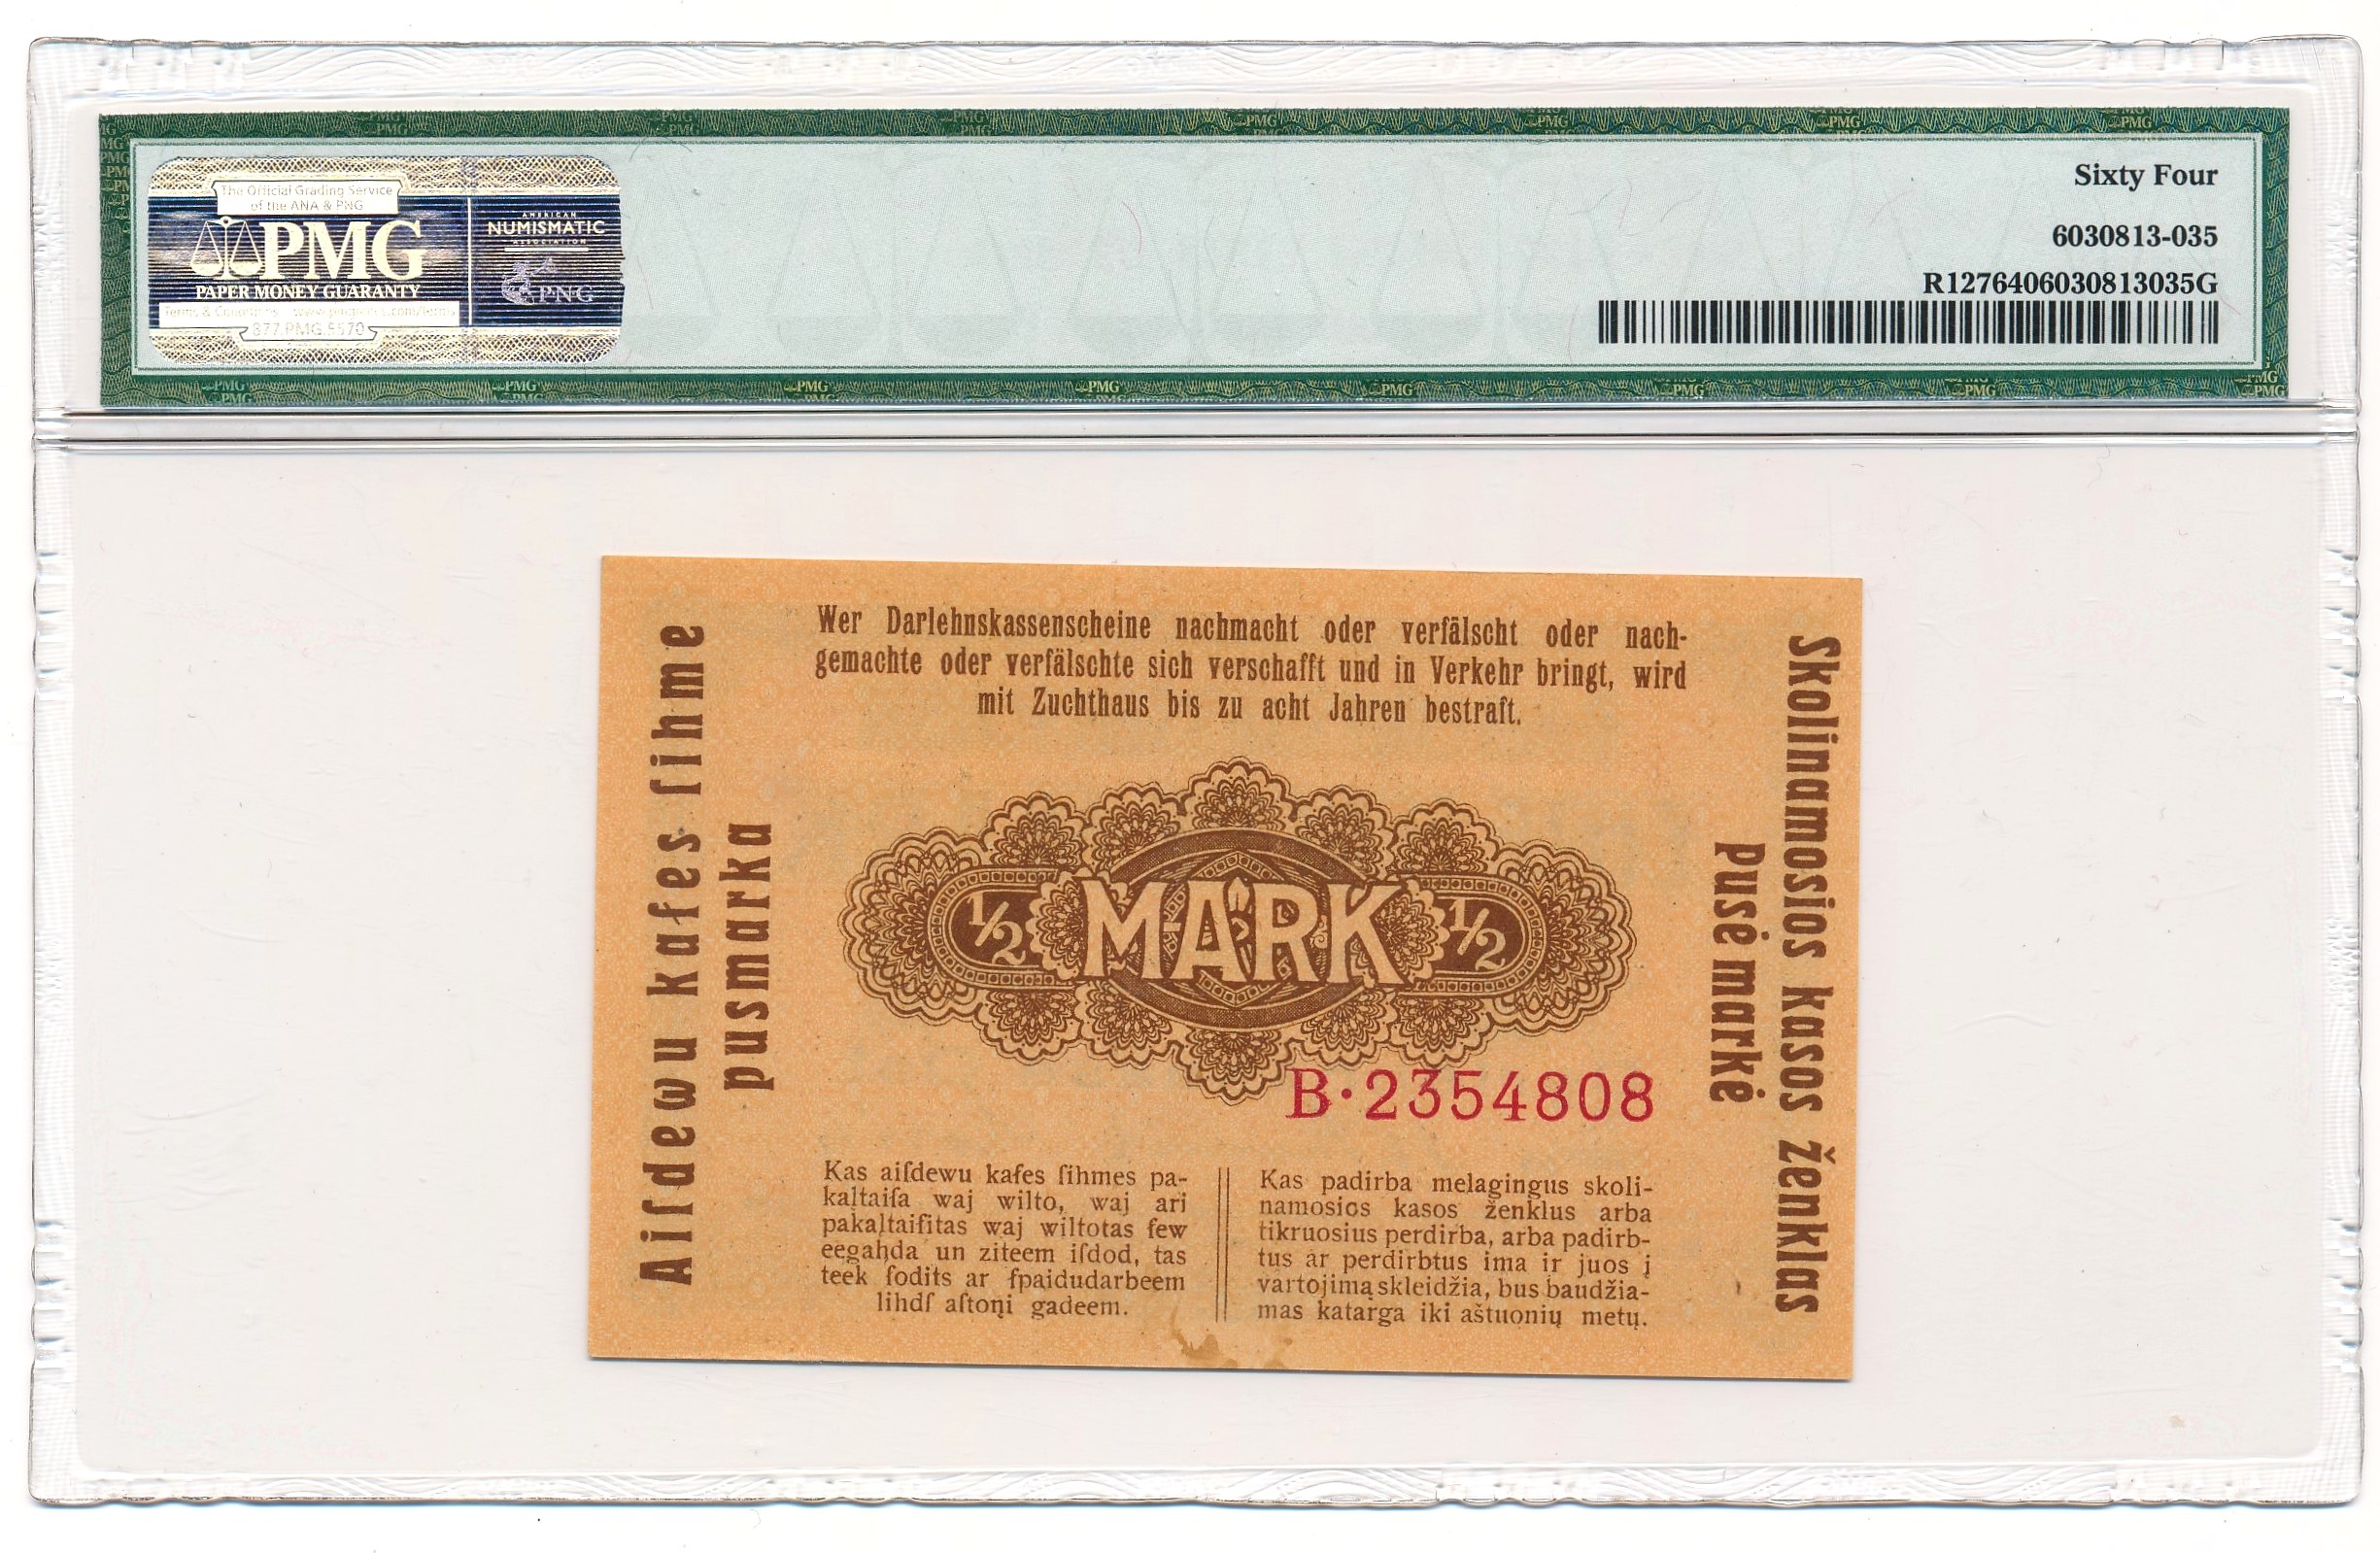 The Official Grading Service
of the ANA & PNG
PMG
PAPER MONEY GUARANTY
877.PMG.5570
AMERICAN
NUMISMATIC
ASSOCIATION
PNG
Sixty Four
6030813-035
R1276406030813035G
Wer Darlehnskassenscheine nachmacht oder verfälscht oder nach-
gemachte oder verfälschte sich verschafft und in Verkehr bringt, wird
mit Zuchthaus bis zu acht Jahren bestraft.
Aiſdewu kaſes ſihme
pusmarka
½ MARK ½
B·2354808
Skolinamosios kasos ženklas
Pusė markė
Kas aiſdewu kaſes ſihmes pa-
kaļtaiſa waj wilto, waj ari
pakaļtaiſitas waj wiltotas ſew
eegahda un ziteem iſdod, tas
teek ſodits ar ſpaidudarbeem
lihdſ aſtoņi gadeem.
Kas padirba melagingus skoli-
namosios kasos ženklus arba
tikruosius perdirba, arba padirb-
tus ar perdirbtus ima ir juos į
vartojimą skleidžia, bus baudžia-
mas katarga iki aštuonių metų.